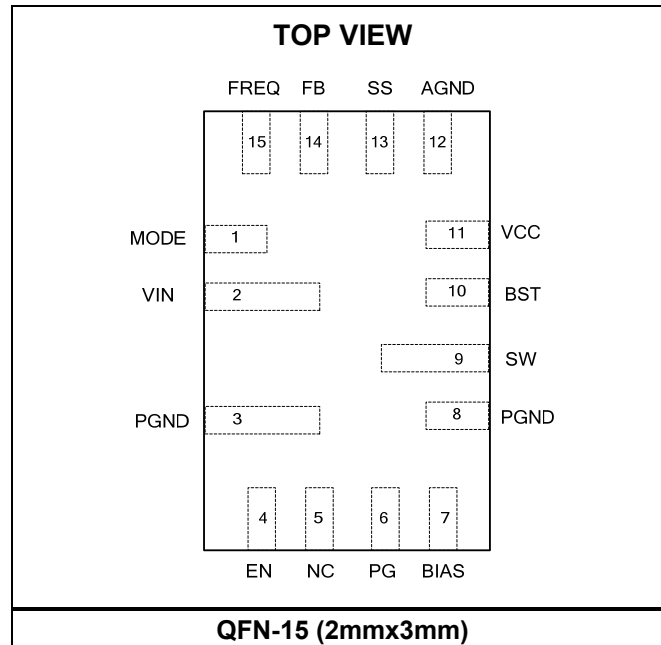 TOP VIEW
FREQ FB SS AGND
15 14 13 12
MODE 1 11 VCC
VIN 2 10 BST
9 SW
PGND 3 8 PGND
4 5 6 7
EN NC PG BIAS
QFN-15 (2mmx3mm)